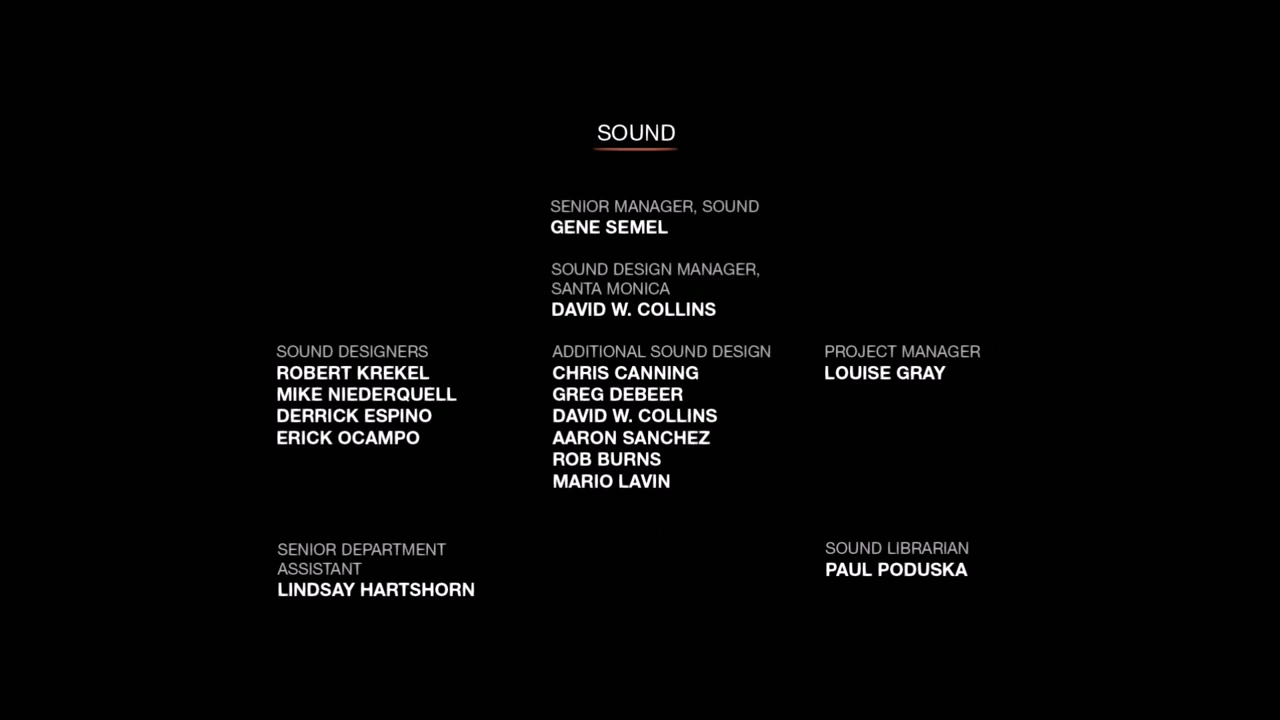 SOUND
SENIOR MANAGER, SOUND
GENE SEMEL
SOUND DESIGN MANAGER,
SANTA MONICA
DAVID W. COLLINS
SOUND DESIGNERS
ROBERT KREKEL
MIKE NIEDERQUELL
DERRICK ESPINO
ERICK OCAMPO
ADDITIONAL SOUND DESIGN
CHRIS CANNING
GREG DEBEER
DAVID W. COLLINS
AARON SANCHEZ
ROB BURNS
MARIO LAVIN
PROJECT MANAGER
LOUISE GRAY
SENIOR DEPARTMENT
ASSISTANT
LINDSAY HARTSHORN
SOUND LIBRARIAN
PAUL PODUSKA